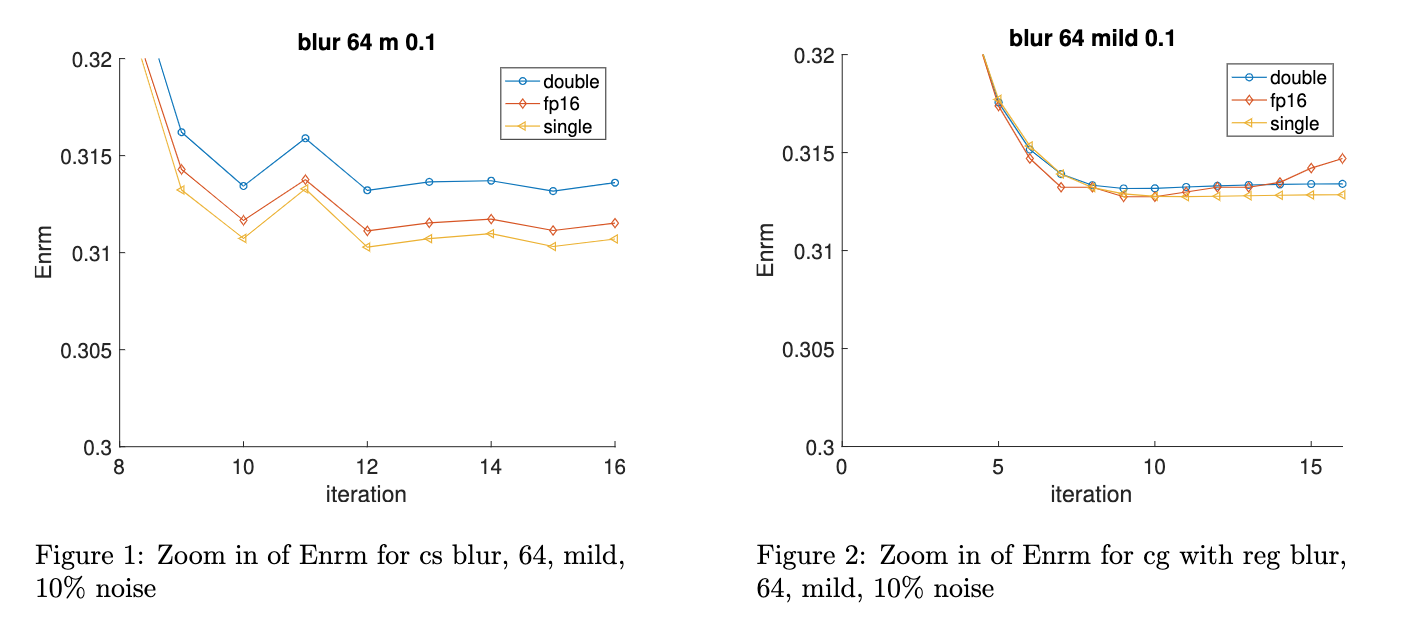 blur 64 m 0.1
0.32
0.315
0.31
0.305
0.3
Enrm
8
10
12
14
16
iteration
double
fp16
single
Figure 1: Zoom in of Enrm for cs blur, 64, mild,
10% noise
blur 64 mild 0.1
0.32
0.315
0.31
0.305
0.3
Enrm
0
5
10
15
iteration
double
fp16
single
Figure 2: Zoom in of Enrm for cg with reg blur,
64, mild, 10% noise